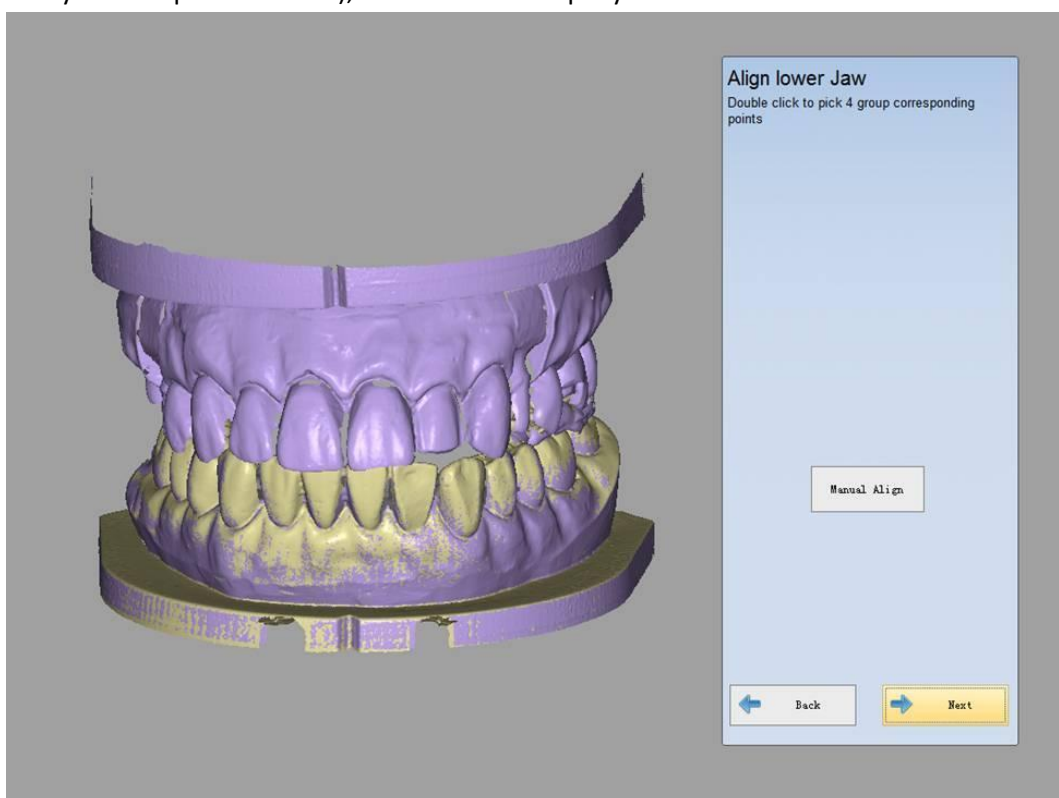 Align lower Jaw
Double click to pick 4 group corresponding
points
Manual Align
Back
Next